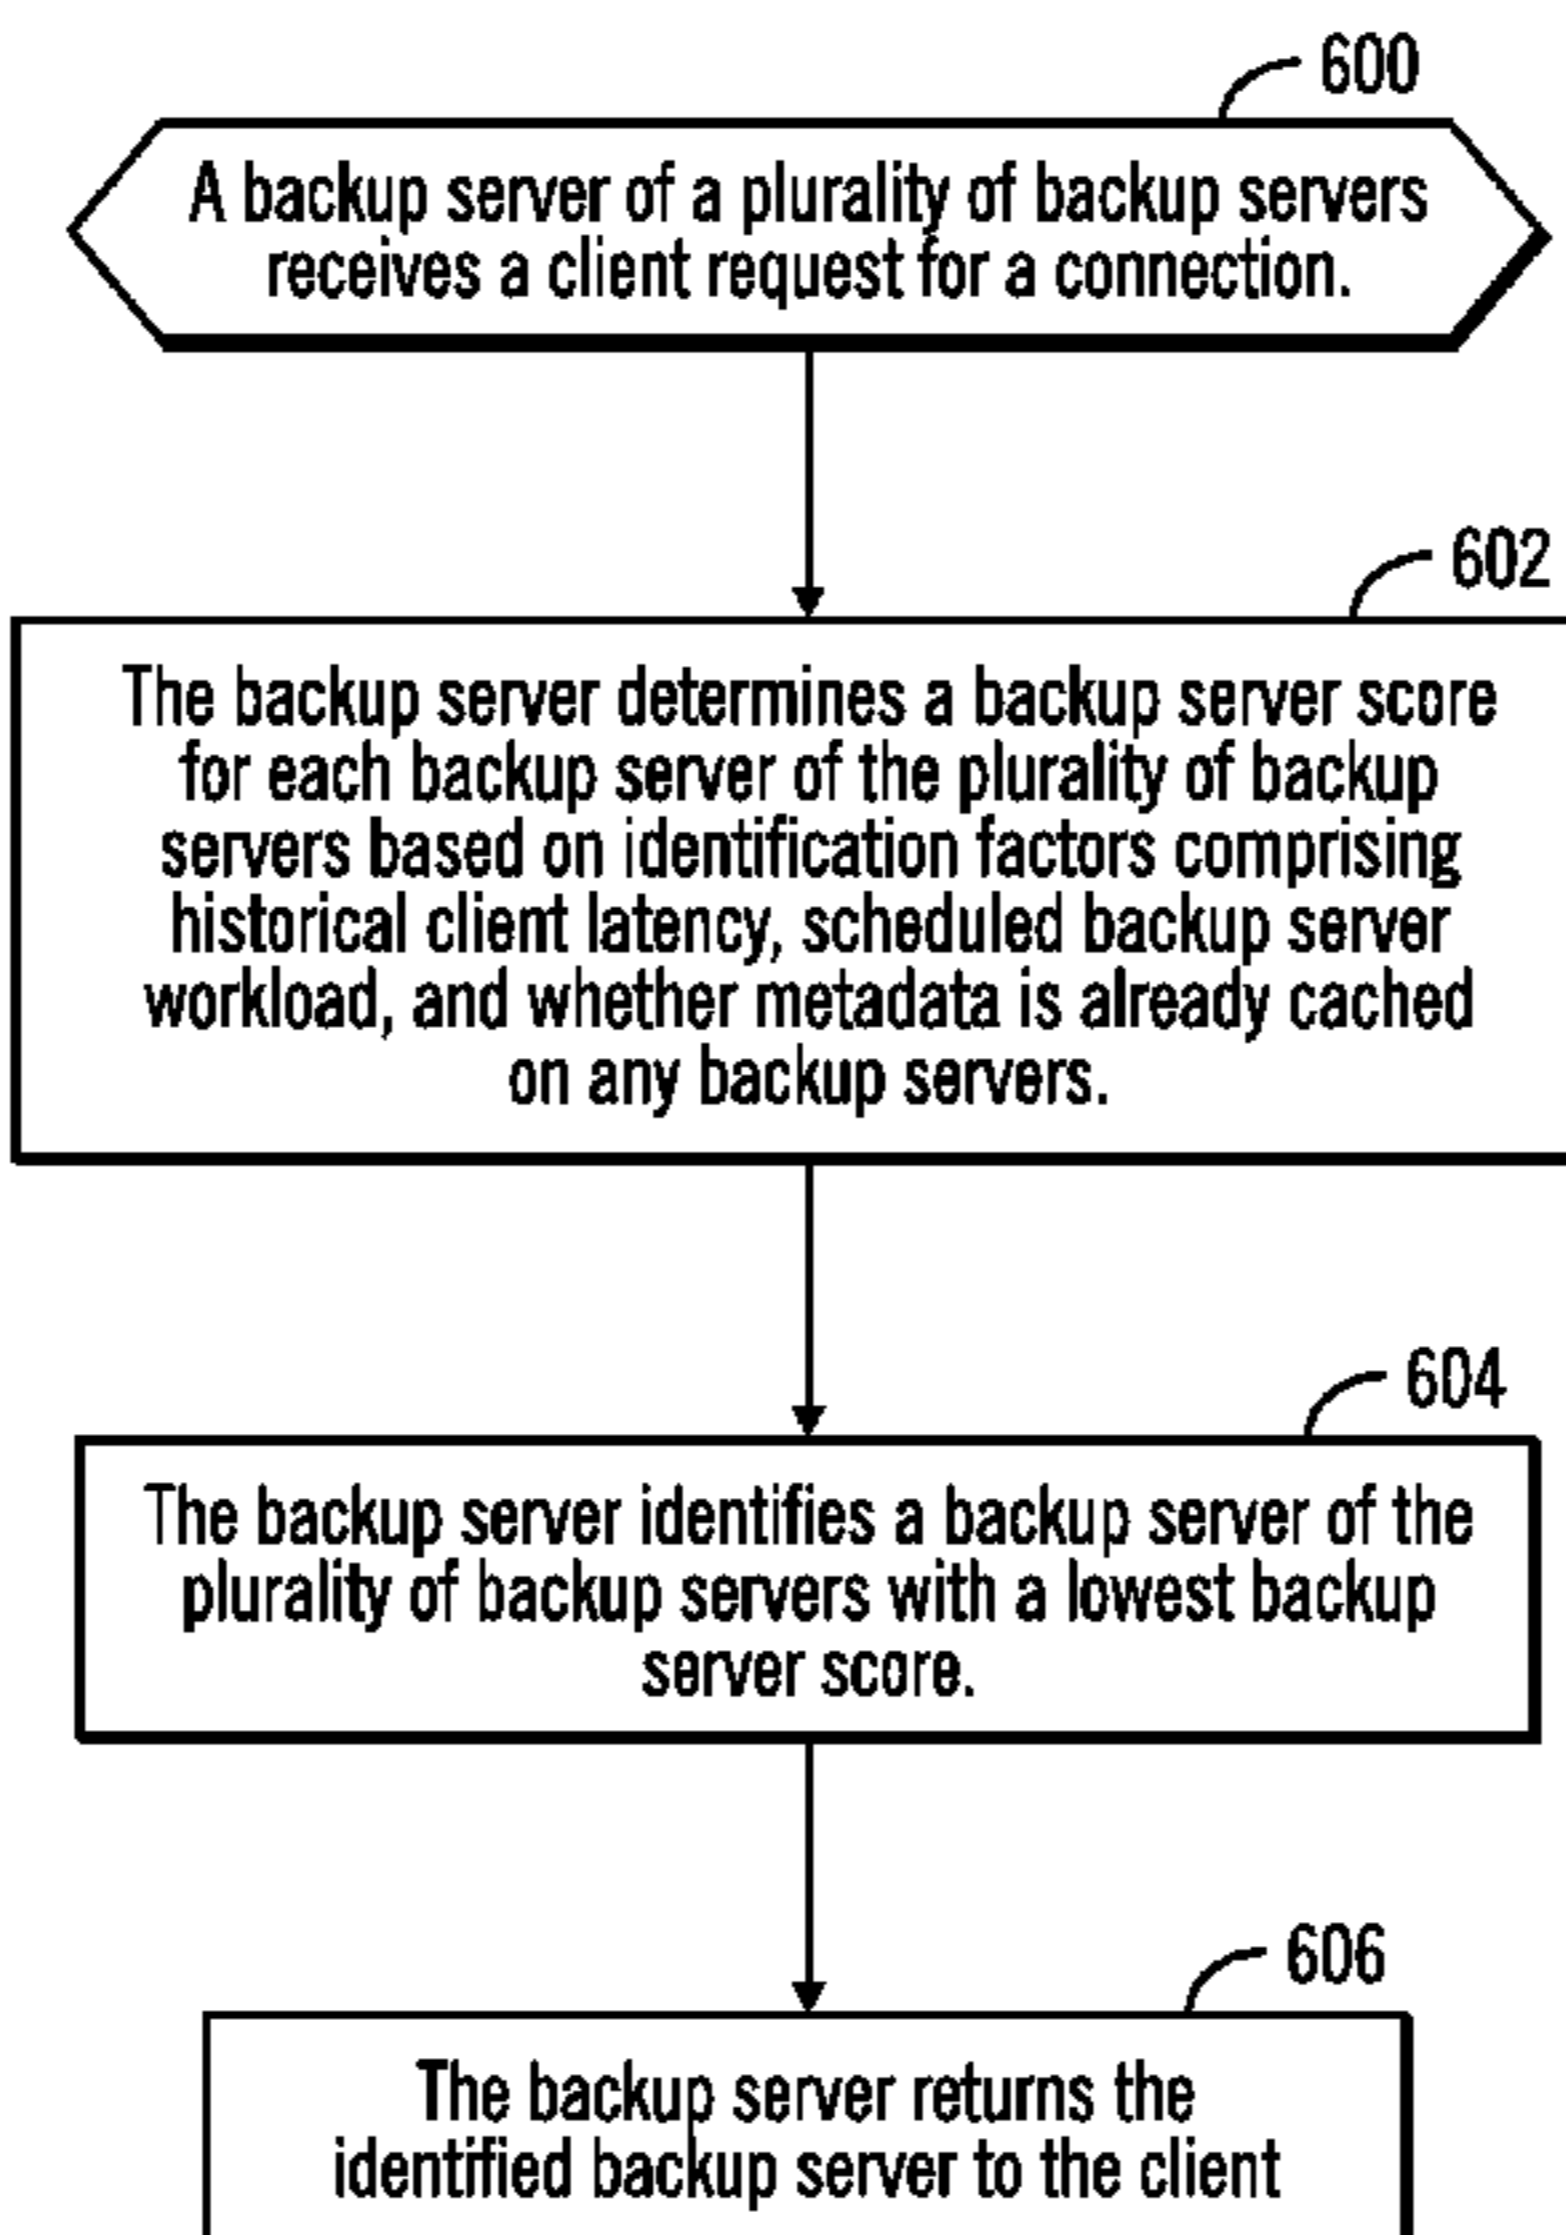 600
A backup server of a plurality of backup servers
receives a client request for a connection.
602
The backup server determines a backup server score
for each backup server of the plurality of backup
servers based on identification factors comprising
historical client latency, scheduled backup server
workload, and whether metadata is already cached
on any backup servers.
604
The backup server identifies a backup server of the
plurality of backup servers with a lowest backup
server score.
606
The backup server returns the
identified backup server to the client